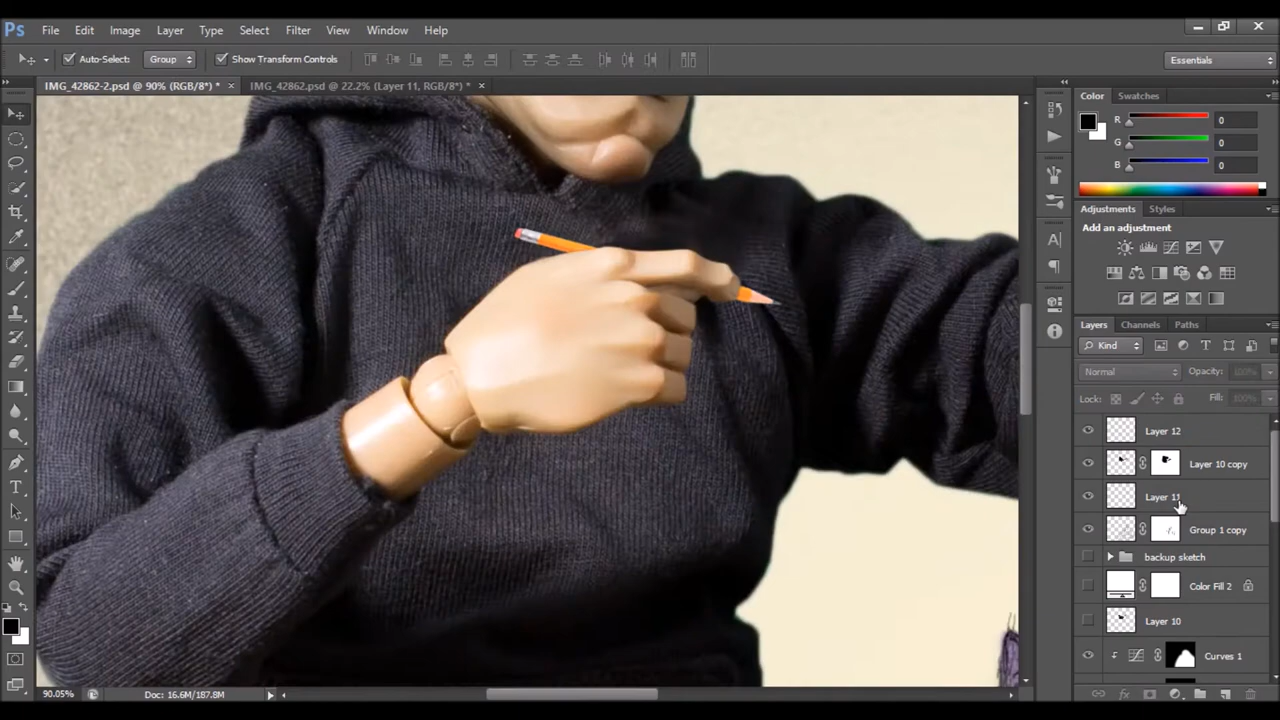 Ps File Edit Image Layer Type Select Filter View Window Help
Auto-Select: Group Show Transform Controls Essentials
IMG_42862-2.psd @ 90% (RGB/8*) * × IMG_42862.psd @ 22.2% (Layer 11, RGB/8*) * ×
Color Swatches
R 0
G 0
B 0
Adjustments Styles
Add an adjustment
Layers Channels Paths
Kind
Normal Opacity: 100%
Lock: Fill: 100%
Layer 12
Layer 10 copy
Layer 11
Group 1 copy
backup sketch
Color Fill 2
Layer 10
Curves 1
90.05% Doc: 16.6M/187.8M